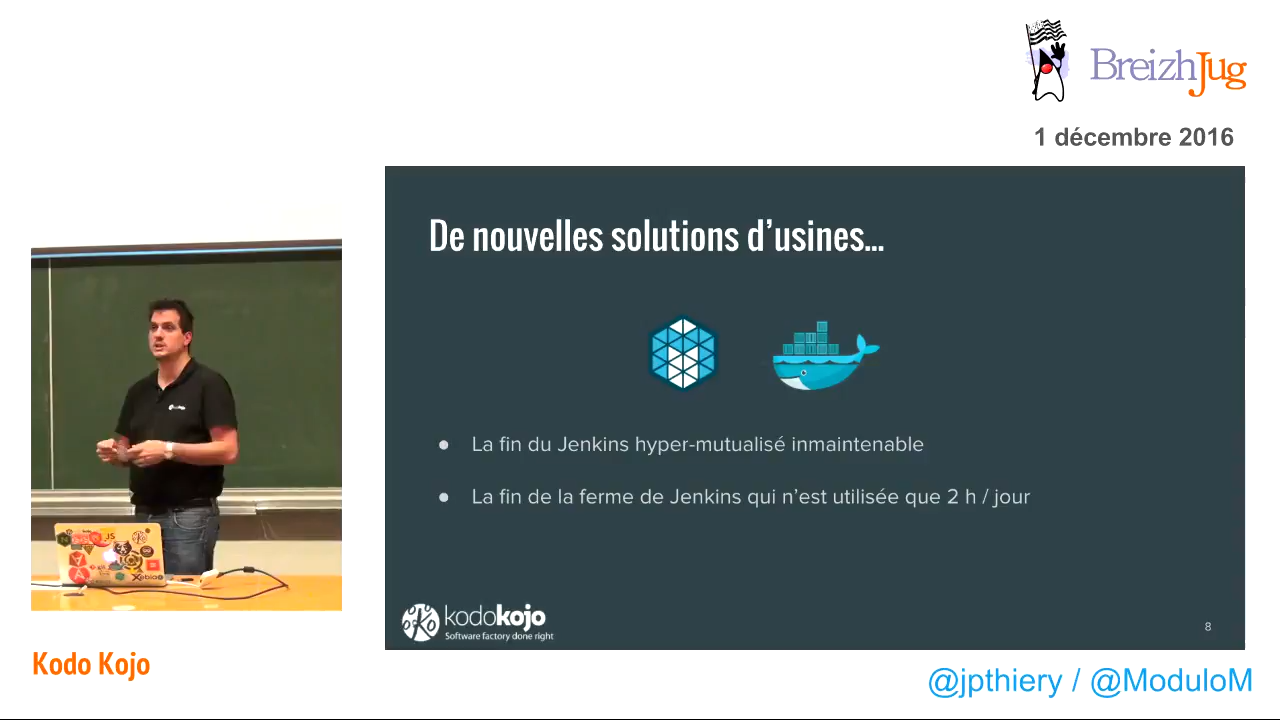 BreizhJug
1 décembre 2016
De nouvelles solutions d’usines...
● La fin du Jenkins hyper-mutualisé inmaintenable
● La fin de la ferme de Jenkins qui n’est utilisée que 2 h / jour
kodokojo
Software factory done right
8
JS
Xebia
Kodo Kojo
@jpthiery / @ModuloM